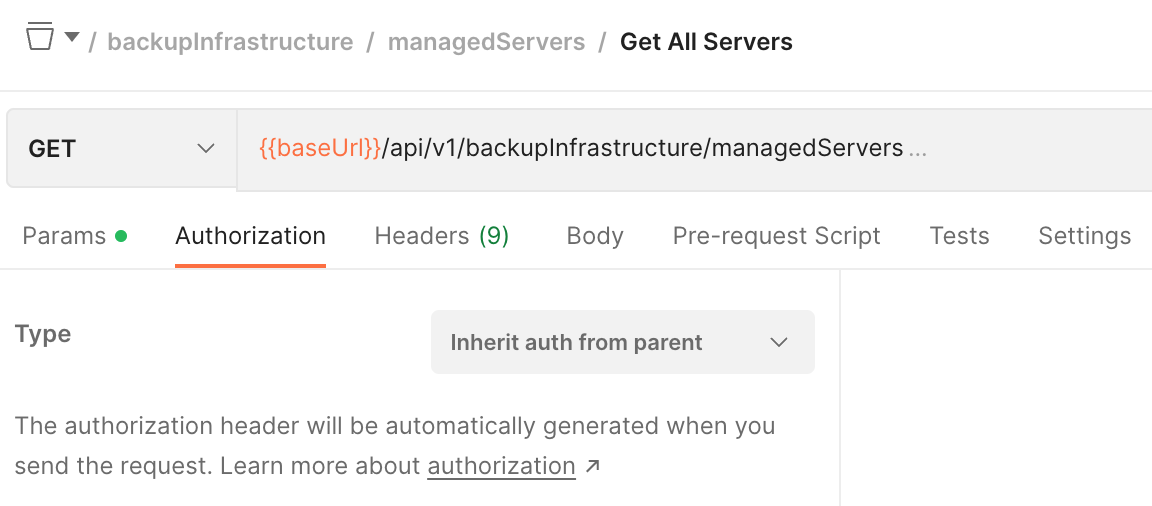 / backupInfrastructure / managedServers / Get All Servers
GET {{baseUrl}}/api/v1/backupInfrastructure/managedServers ...
Params Authorization Headers (9) Body Pre-request Script Tests Settings
Type Inherit auth from parent
The authorization header will be automatically generated when you
send the request. Learn more about authorization ↗